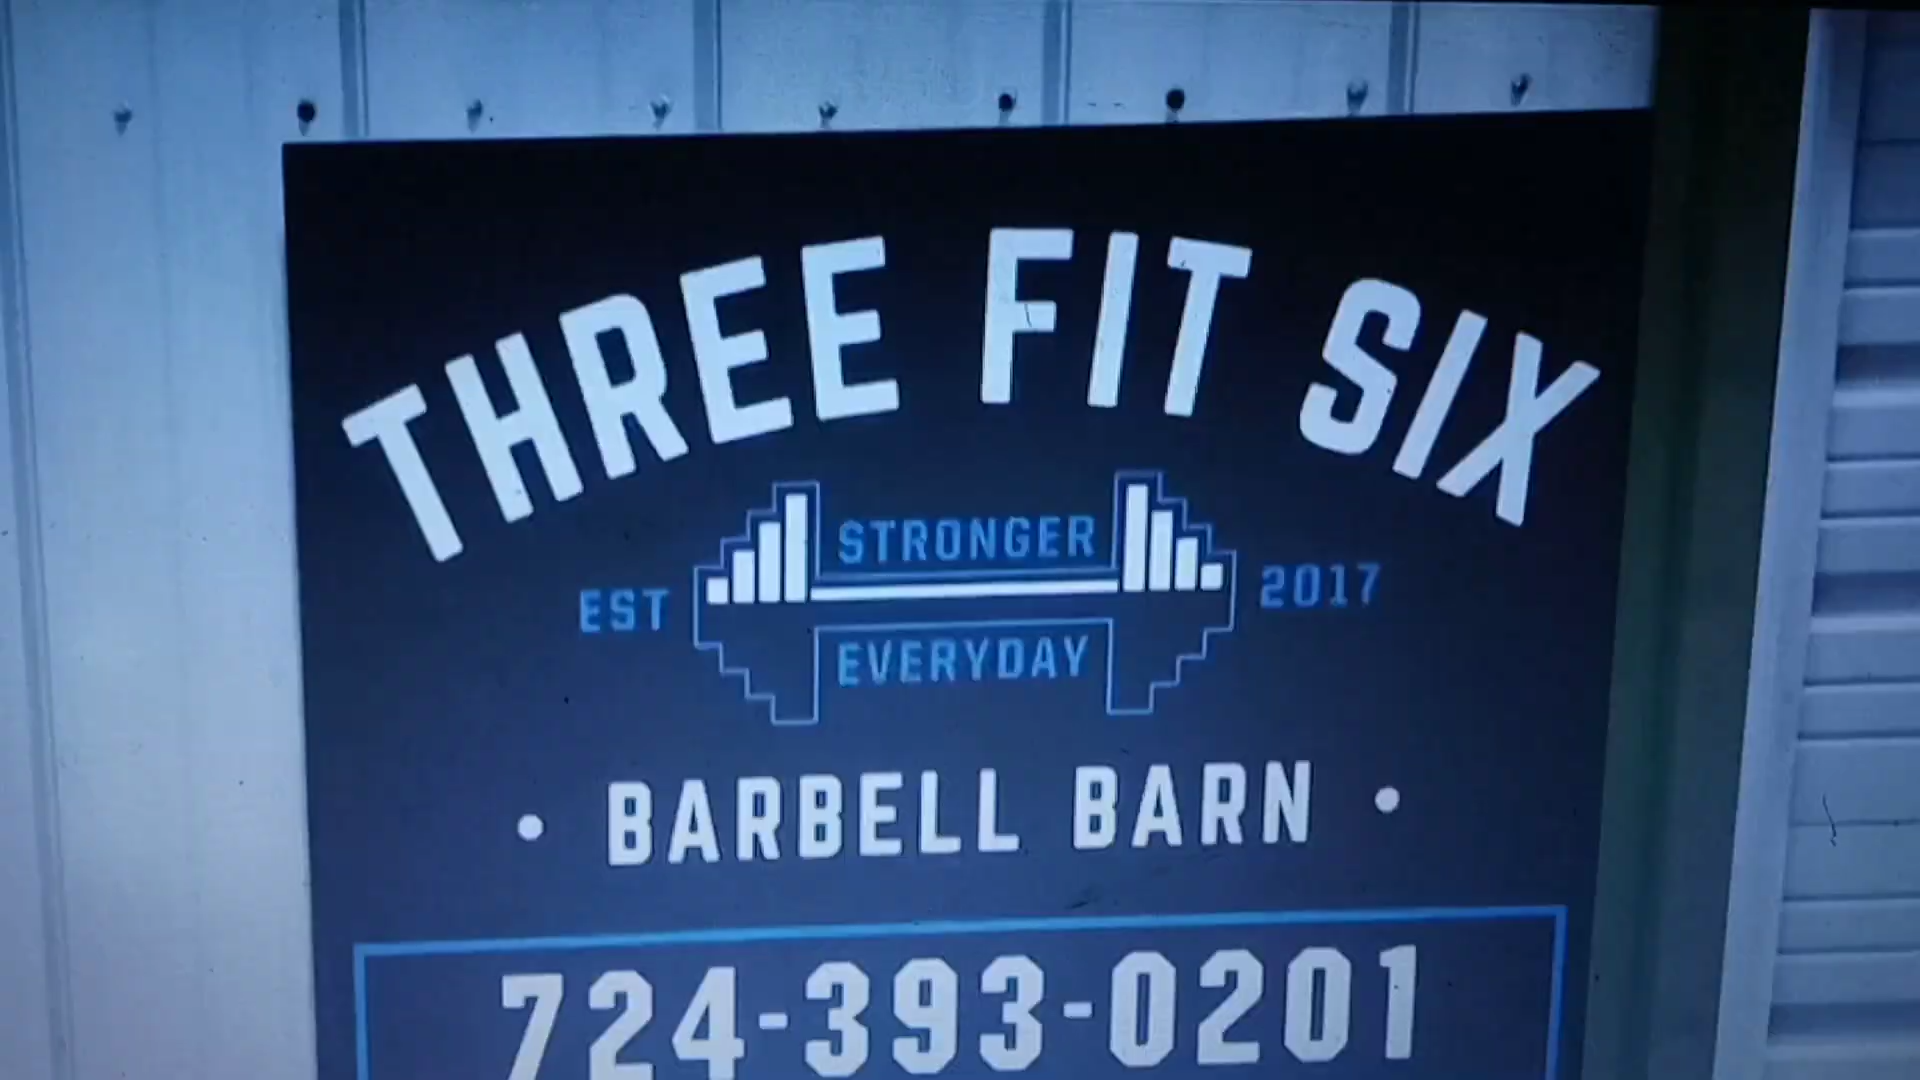 THREE FIT SIX
STRONGER
EST 2017
EVERYDAY
• BARBELL BARN •
724-393-0201